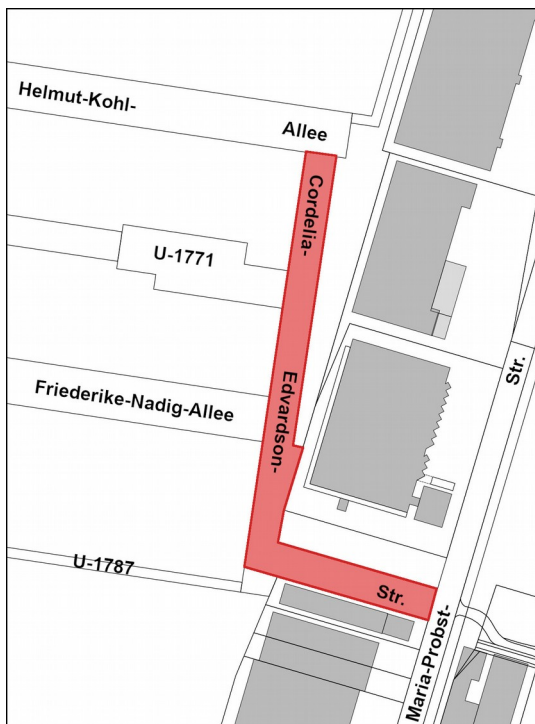 Helmut-Kohl-
Allee
Cordelia-
U-1771
Str.
Edvardson-
Friederike-Nadig-Allee
U-1787
Str.
Maria-Probst-